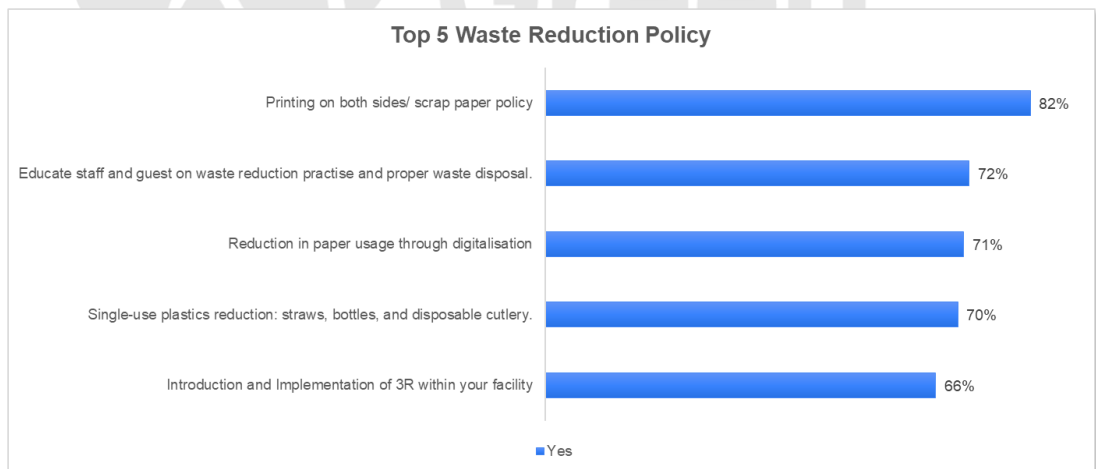 Top 5 Waste Reduction Policy
Printing on both sides/ scrap paper policy
82%
Educate staff and guest on waste reduction practise and proper waste disposal.
72%
Reduction in paper usage through digitalisation
71%
Single-use plastics reduction: straws, bottles, and disposable cutlery.
70%
Introduction and Implementation of 3R within your facility
66%
Yes